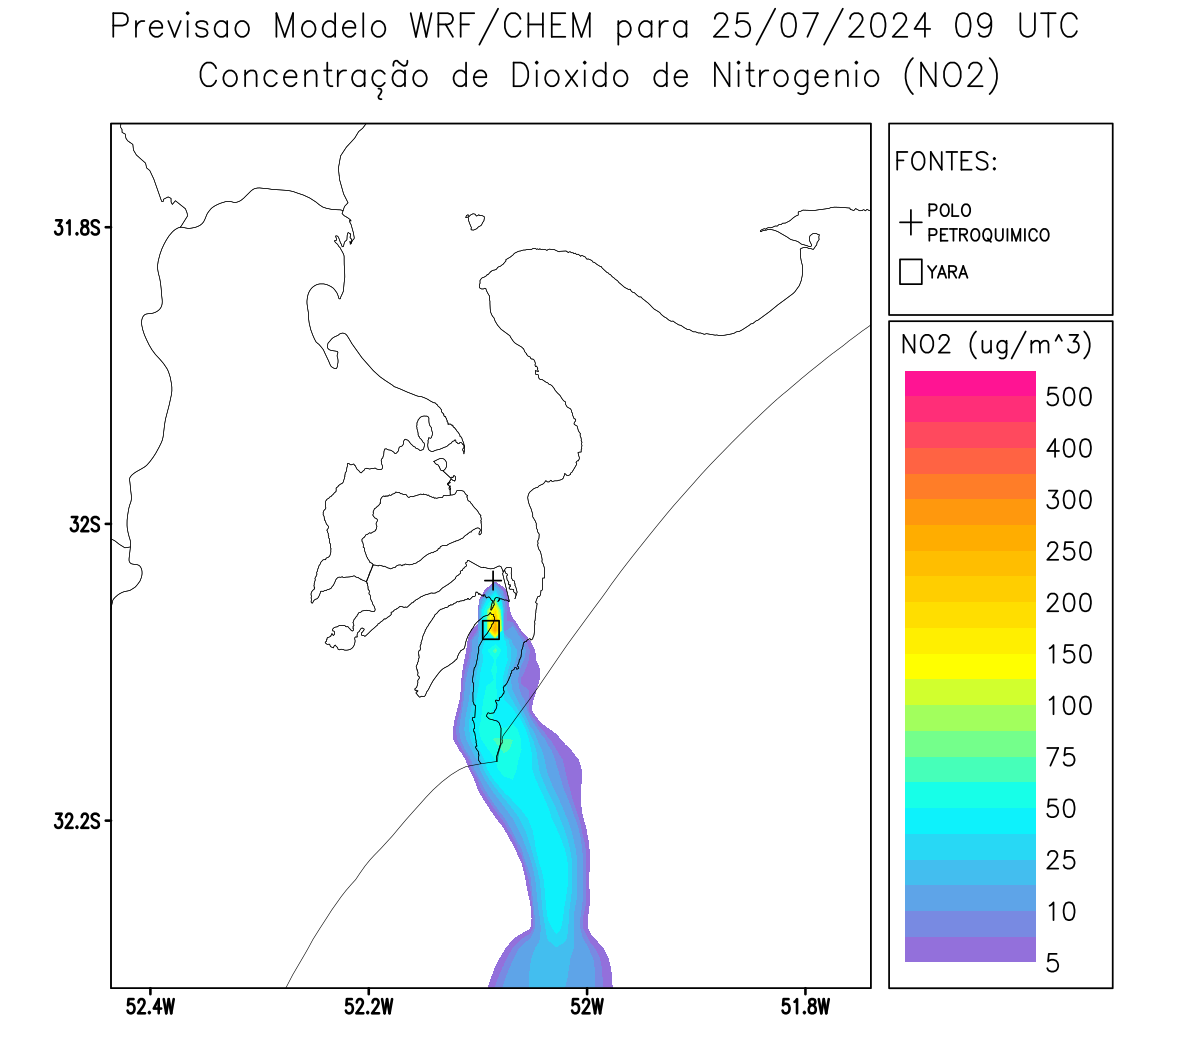 Previsao Modelo WRF/CHEM para 25/07/2024 09 UTC
Concentração de Dioxido de Nitrogenio (NO2)
FONTES:
POLO
PETROQUIMICO
YARA
NO2 (ug/m^3)
500
400
300
250
200
150
100
75
50
25
10
5
31.8S
32S
32.2S
52.4W
52.2W
52W
51.8W